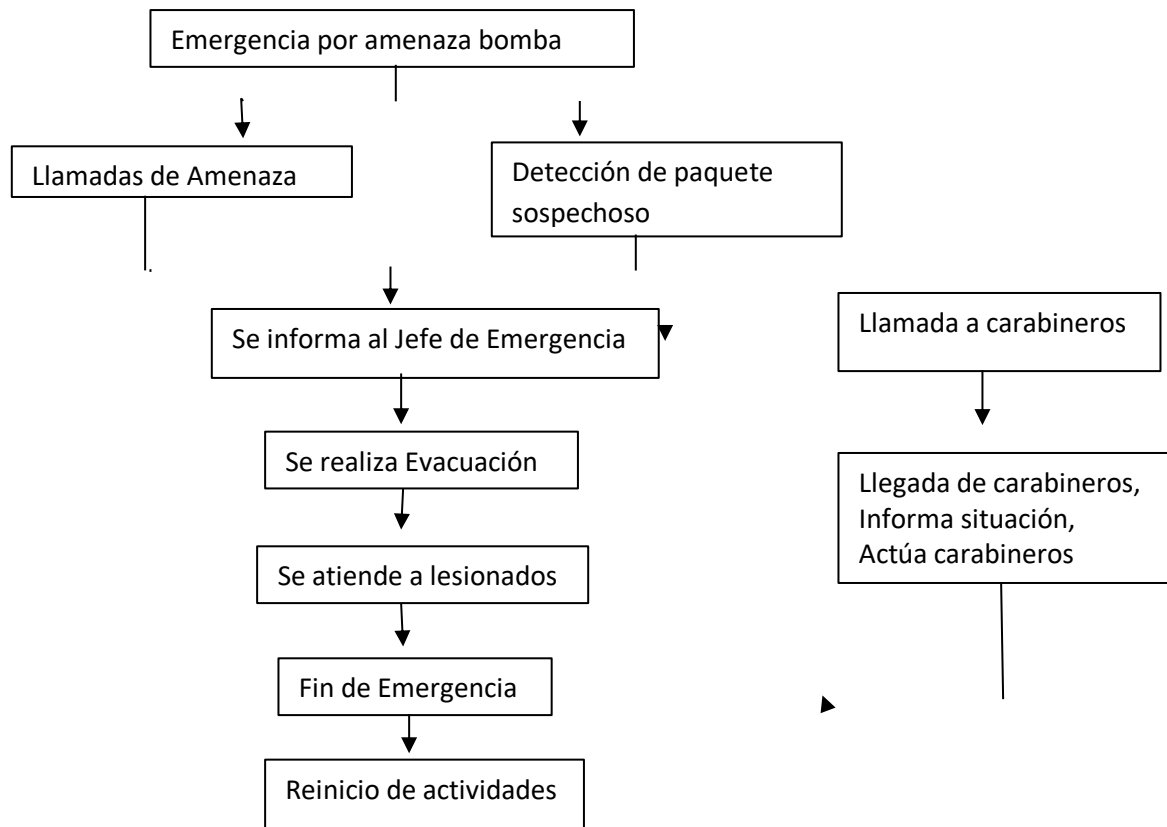 Emergencia por amenaza bomba
Llamadas de Amenaza
Detección de paquete
sospechoso
Se informa al Jefe de Emergencia
Llamada a carabineros
Se realiza Evacuación
Llegada de carabineros,
Informa situación,
Actúa carabineros
Se atiende a lesionados
Fin de Emergencia
Reinicio de actividades